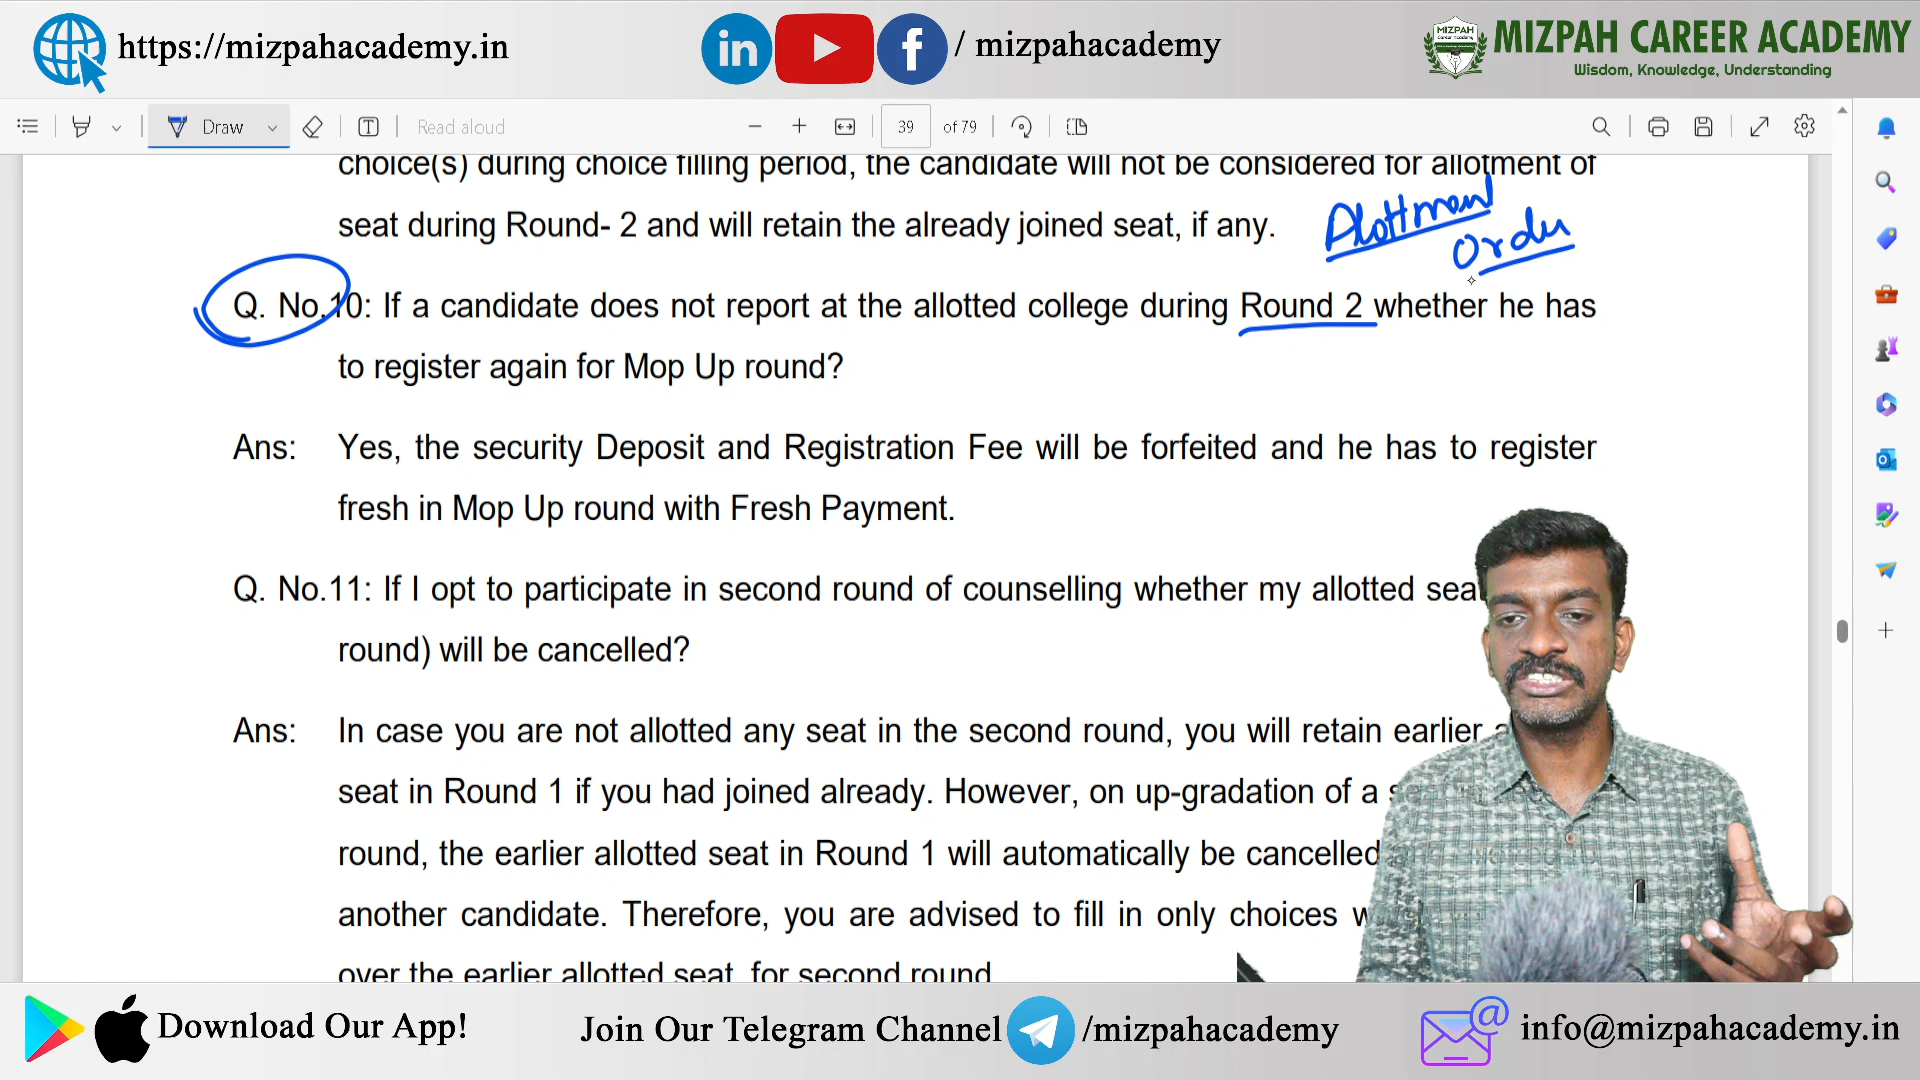 https://mizpahacademy.in
in
f
/ mizpahacademy
MIZPAH
MIZPAH CAREER ACADEMY
Wisdom, Knowledge, Understanding
Draw
T
Read aloud
39
of 79
choice(s) during choice filling period, the candidate will not be considered for allotment of
seat during Round- 2 and will retain the already joined seat, if any.
Order
Q. No.10: If a candidate does not report at the allotted college during Round 2 whether he has
to register again for Mop Up round?
Ans: Yes, the security Deposit and Registration Fee will be forfeited and he has to register
fresh in Mop Up round with Fresh Payment.
Q. No.11: If I opt to participate in second round of counselling whether my allotted
round) will be cancelled?
Ans: In case you are not allotted any seat in the second round, you will retain earlier
seat in Round 1 if you had joined already. However, on up-gradation of a
round, the earlier allotted seat in Round 1 will automatically be cancelled
another candidate. Therefore, you are advised to fill in only choices
over the earlier allotted seat, for second round
Download Our App!
Join Our Telegram Channel
/mizpahacademy
@
info@mizpahacademy.in